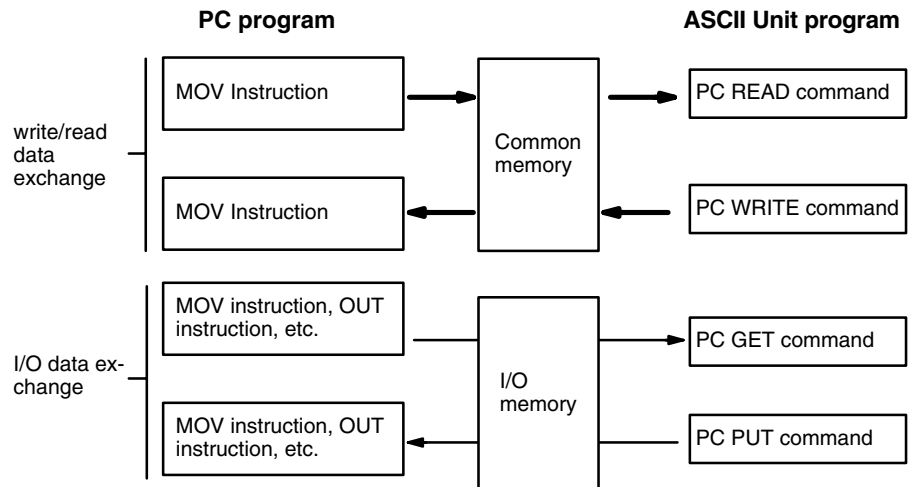 PC program
ASCII Unit program
write/read
data
exchange
MOV Instruction
Common
memory
PC READ command
MOV Instruction
PC WRITE command
I/O data ex-
change
MOV instruction, OUT
instruction, etc.
I/O
memory
PC GET command
MOV instruction, OUT
instruction, etc.
PC PUT command